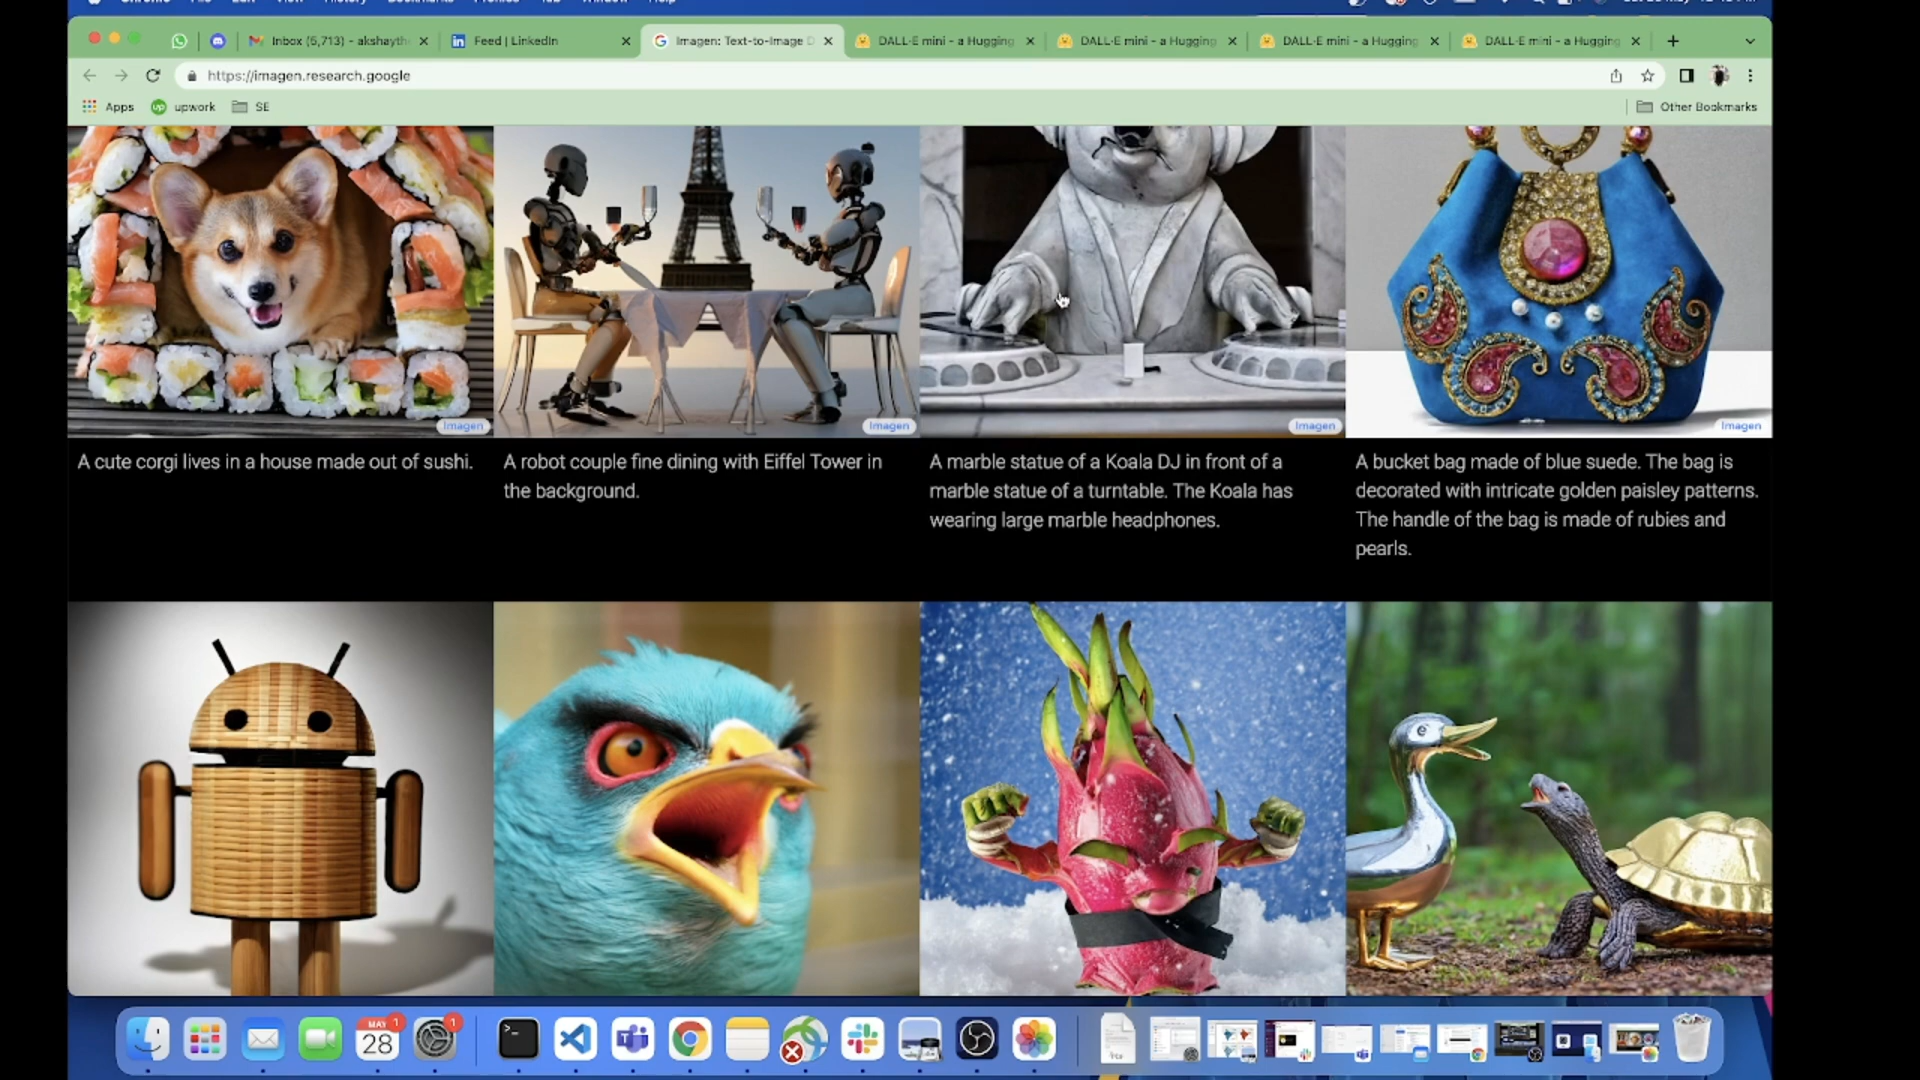 Inbox (5,713) - akshayth
Feed | LinkedIn
Imagen: Text-to-Image D
DALL·E mini - a Hugging
DALL·E mini - a Hugging
DALL·E mini - a Hugging
DALL·E mini - a Hugging
https://imagen.research.google
Apps
up
upwork
SE
Other Bookmarks
Imagen
Imagen
Imagen
Imagen
A cute corgi lives in a house made out of sushi.
A robot couple fine dining with Eiffel Tower in
the background.
A marble statue of a Koala DJ in front of a
marble statue of a turntable. The Koala has
wearing large marble headphones.
A bucket bag made of blue suede. The bag is
decorated with intricate golden paisley patterns.
The handle of the bag is made of rubies and
pearls.
MAY
28
1
1